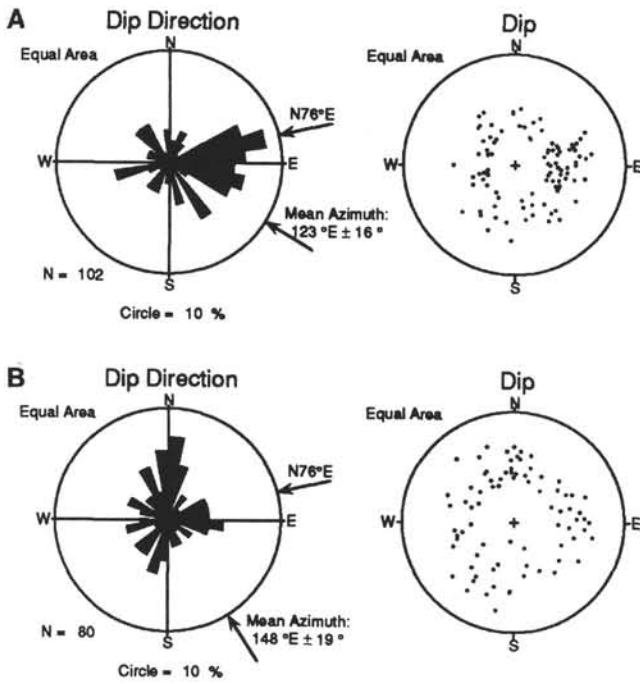 A
Dip Direction
Dip
Equal Area
N
W
E
S
N76°E
Mean Azimuth:
123 °E ± 16 °
N = 102
Circle = 10 %
Equal Area
N
W
E
S
B
Dip Direction
Dip
Equal Area
N
W
E
S
N76°E
Mean Azimuth:
148 °E ± 19 °
N = 80
Circle = 10 %
Equal Area
N
W
E
S